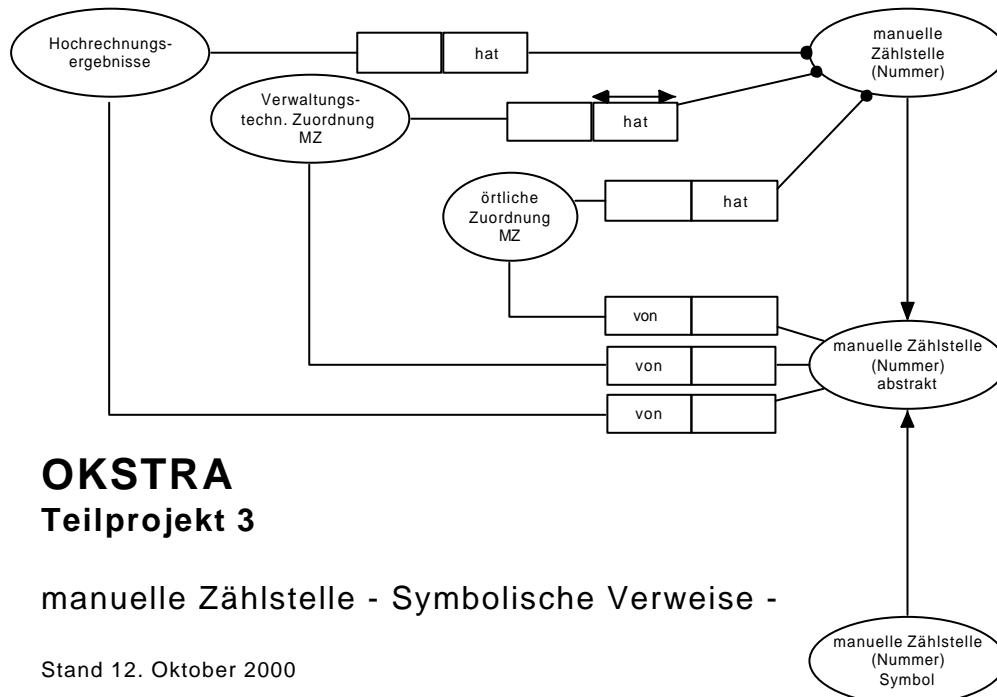 Hochrechnungs-
ergebnisse
hat
manuelle
Zählstelle
(Nummer)
Verwaltungs-
techn. Zuordnung
MZ
hat
örtliche
Zuordnung
MZ
hat
von
manuelle Zählstelle
(Nummer)
abstrakt
von
von
OKSTRA
Teilprojekt 3
manuelle Zählstelle - Symbolische Verweise -
Stand 12. Oktober 2000
manuelle Zählstelle
(Nummer)
Symbol